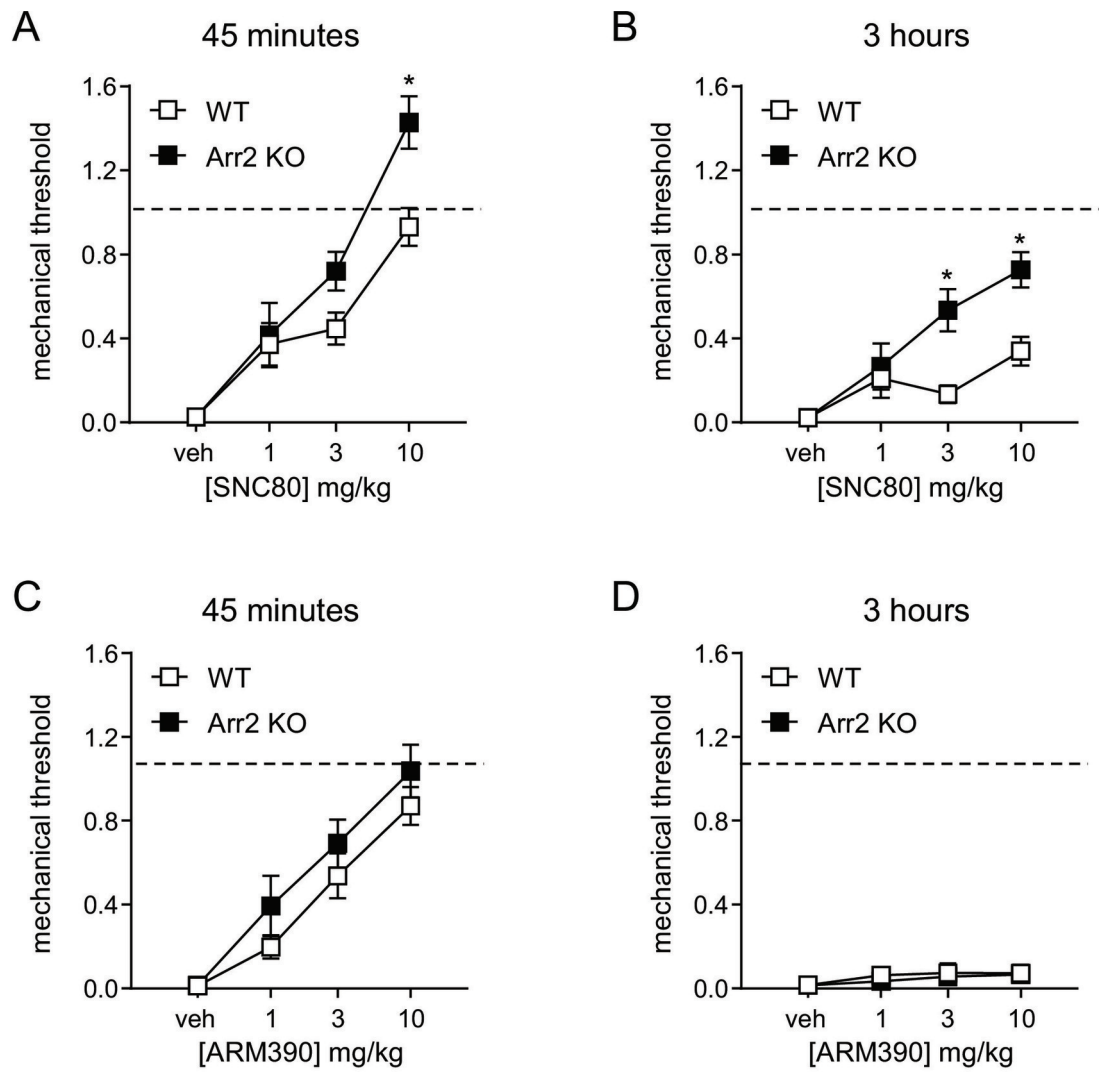 A
45 minutes
mechanical threshold
1.6
1.2
0.8
0.4
0.0
WT
Arr2 KO
*
veh 1 3 10
[SNC80] mg/kg
B
3 hours
mechanical threshold
1.6
1.2
0.8
0.4
0.0
WT
Arr2 KO
* *
veh 1 3 10
[SNC80] mg/kg
C
45 minutes
mechanical threshold
1.6
1.2
0.8
0.4
0.0
WT
Arr2 KO
veh 1 3 10
[ARM390] mg/kg
D
3 hours
mechanical threshold
1.6
1.2
0.8
0.4
0.0
WT
Arr2 KO
veh 1 3 10
[ARM390] mg/kg